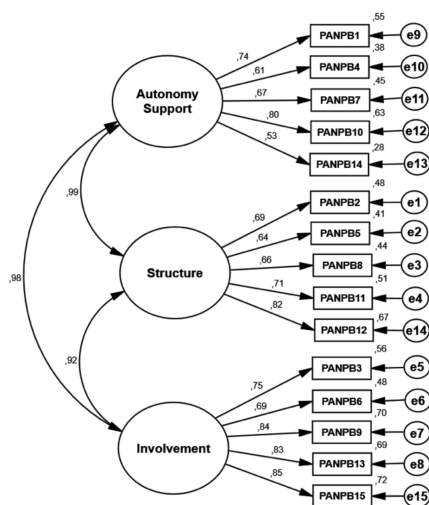 ,55
,74 PANPB1 e9
,38
,61 PANPB4 e10
,45
Autonomy Support ,67 PANPB7 e11
,63
,80 PANPB10 e12
,28
,53 PANPB14 e13
,99
,48
,69 PANPB2 e1
,41
,64 PANPB5 e2
,44
Structure ,66 PANPB8 e3
,98
,51
,71 PANPB11 e4
,67
,82 PANPB12 e14
,92
,56
,75 PANPB3 e5
,48
,69 PANPB6 e6
,70
Involvement ,84 PANPB9 e7
,69
,83 PANPB13 e8
,72
,85 PANPB15 e15